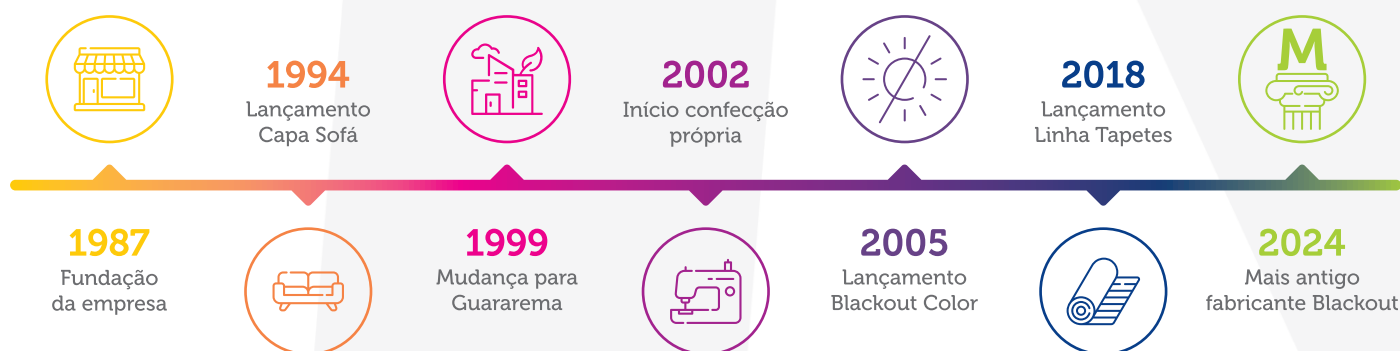 1987
Fundação
da empresa
1994
Lançamento
Capa Sofá
1999
Mudança para
Guararema
2002
Início confecção
própria
2005
Lançamento
Blackout Color
2018
Lançamento
Linha Tapetes
M
2024
Mais antigo
fabricante Blackout